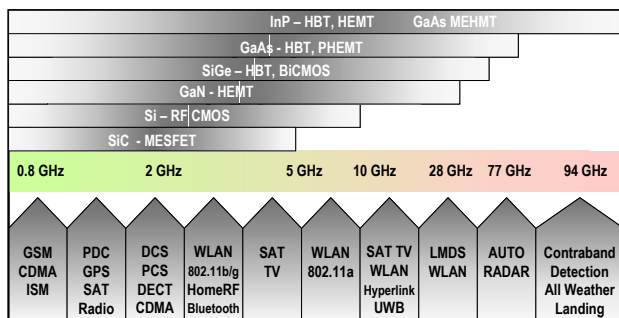 InP – HBT, HEMT GaAs MEHMT
GaAs - HBT, PHEMT
SiGe – HBT, BiCMOS
GaN - HEMT
Si – RF CMOS
SiC - MESFET
0.8 GHz 2 GHz 5 GHz 10 GHz 28 GHz 77 GHz 94 GHz
GSM
CDMA
ISM
PDC
GPS
SAT
Radio
DCS
PCS
DECT
CDMA
WLAN
802.11b/g
HomeRF
Bluetooth
SAT
TV
WLAN
802.11a
SAT TV
WLAN
Hyperlink
UWB
LMDS
WLAN
AUTO
RADAR
Contraband
Detection
All Weather
Landing